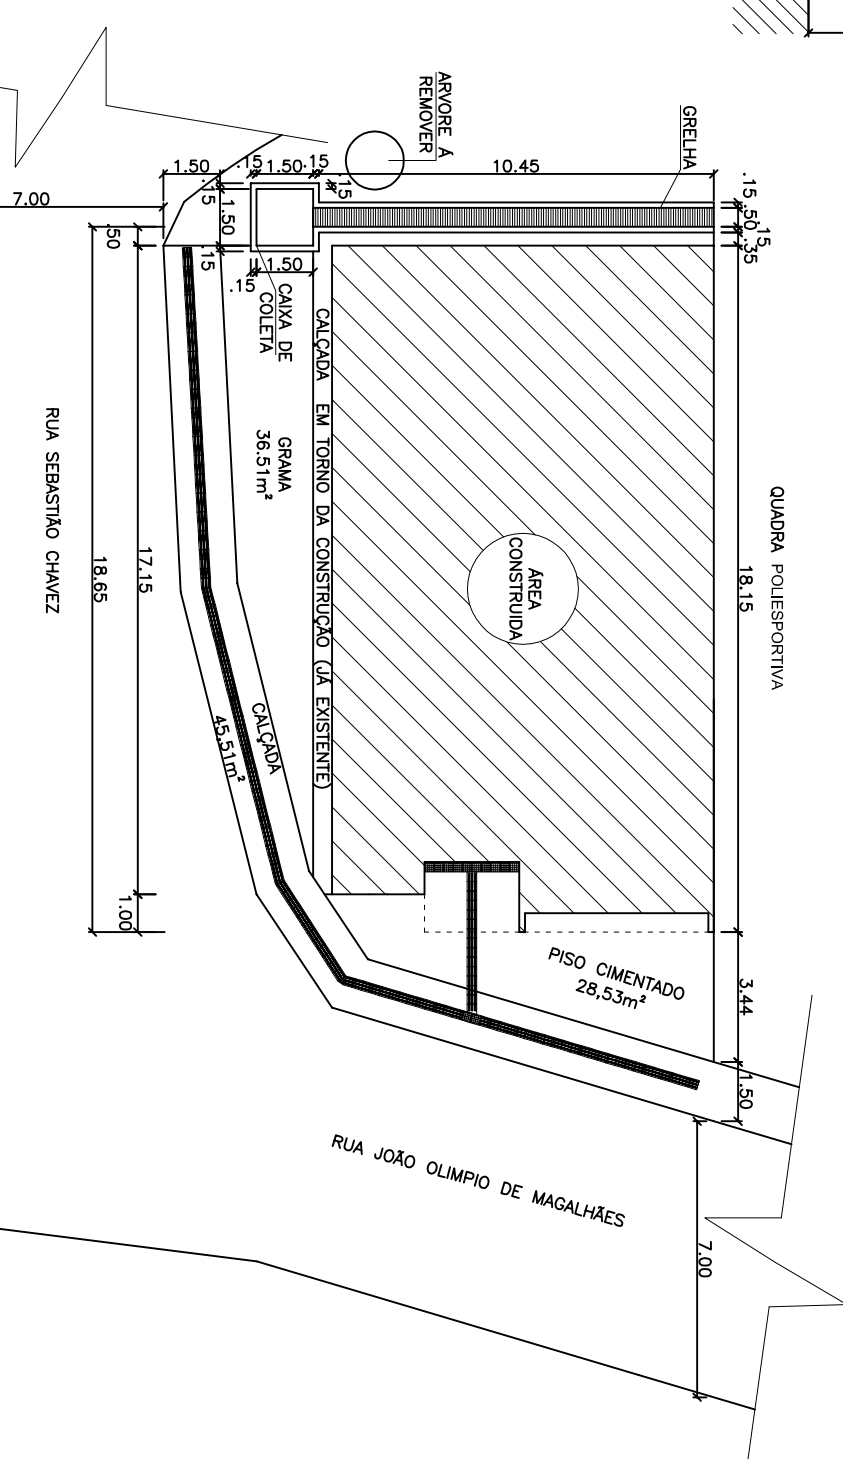 ARVORE Á
REMOVER
GRELHA
1.50
.15
1.50
.15
10.45
.15
.15
1.50
.15
7.00
.50
.15
.50
.15
.35
1.50
.15
CAIXA DE
COLETA
CALÇADA EM TORNO DA CONSTRUÇÃO (JÁ EXISTENTE)
GRAMA
36.51m²
RUA SEBASTIÃO CHAVEZ
QUADRA POLIESPORTIVA
ÁREA
CONSTRUIDA
18.15
17.15
18.65
CALÇADA
45,51m²
1.00
PISO CIMENTADO
28,53m²
3.44
1.50
RUA JOÃO OLIMPIO DE MAGALHÃES
7.00